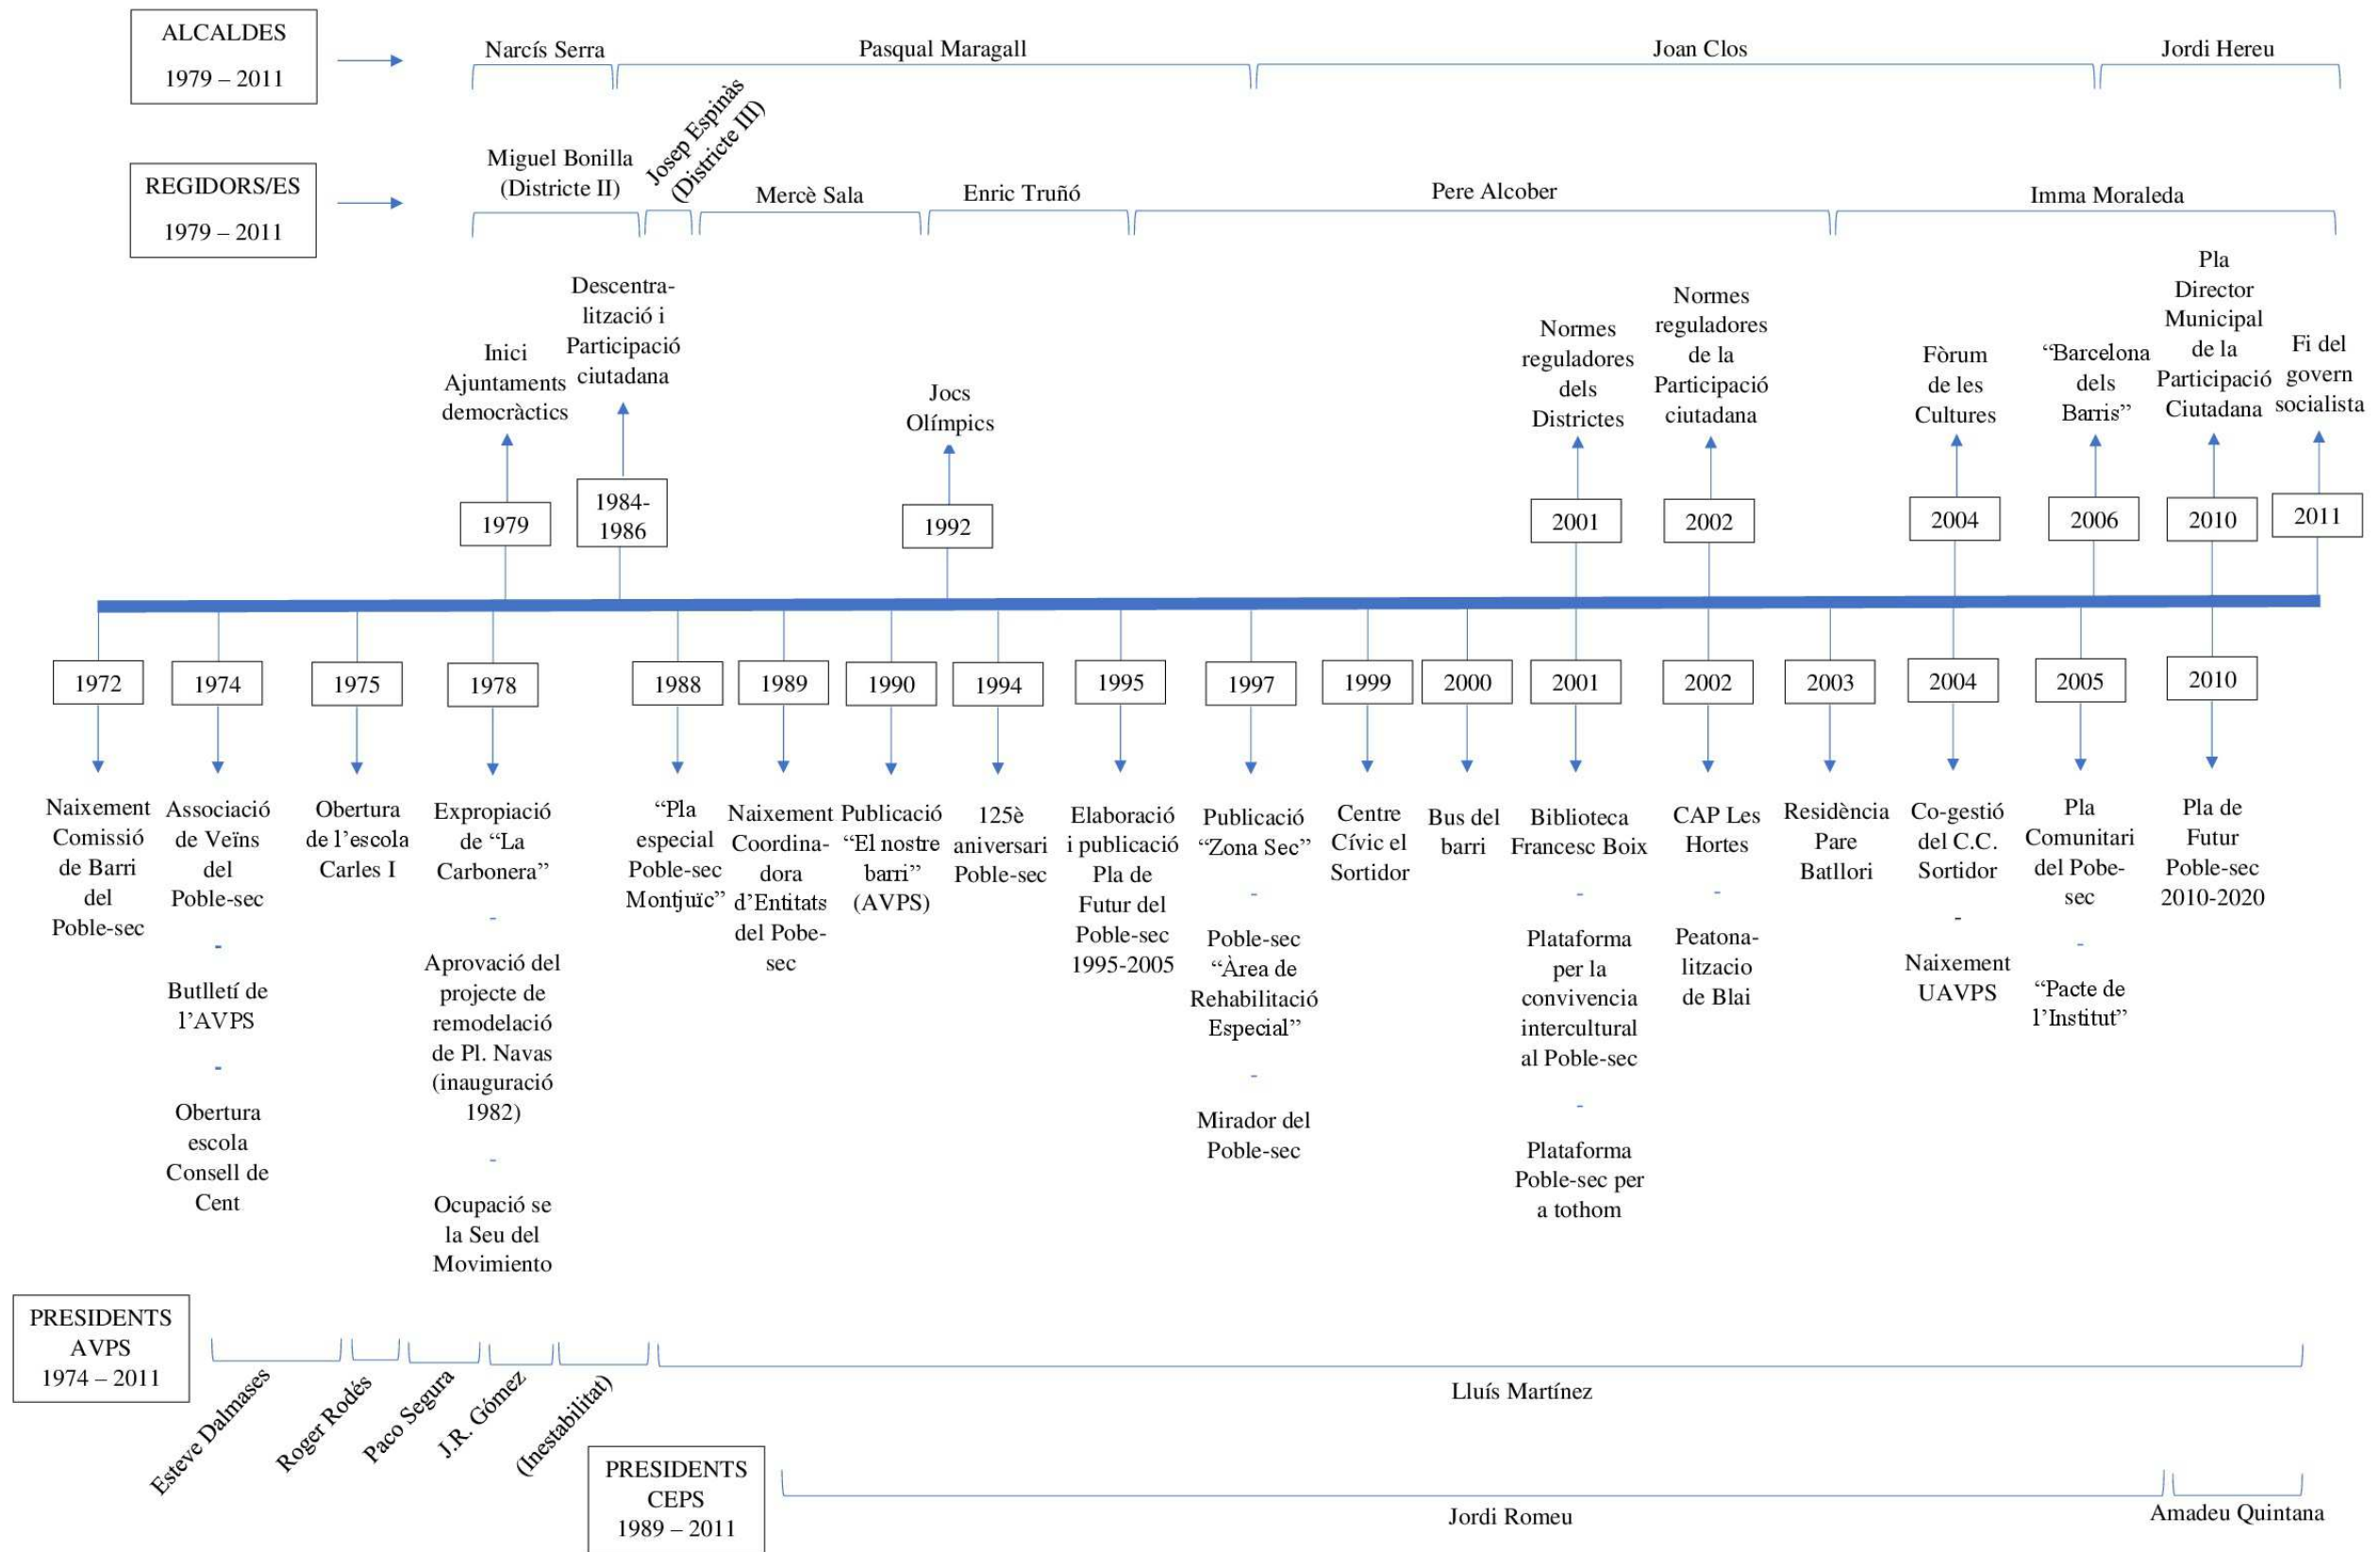 ALCALDES
1979 – 2011
Narcís Serra
Pasqual Maragall
Joan Clos
Jordi Hereu
REGIDORS/ES
1979 – 2011
Miguel Bonilla
(Districte II)
Josep Espinàs
(Districte III)
Mercè Sala
Enric Truñó
Pere Alcober
Imma Moraleda
Inici
Ajuntaments
democràctics
Descentra-
lització i
Participació
ciutadana
Jocs
Olímpics
Normes
reguladores
dels
Districtes
Normes
reguladores
de la
Participació
ciutadana
Fòrum
de les
Cultures
“Barcelona
dels
Barris”
Pla
Director
Municipal
de la
Participació
Ciutadana
Fi del
govern
socialista
1979
1984-
1986
1992
2001
2002
2004
2006
2010
2011
1972
1974
1975
1978
1988
1989
1990
1994
1995
1997
1999
2000
2001
2002
2003
2004
2005
2010
Naixement
Comissió
de Barri
del
Poble-sec
Associació
de Veïns
del
Poble-sec
-
Butlletí de
l’AVPS
-
Obertura
escola
Consell de
Cent
Obertura
de l’escola
Carles I
Expropiació
de “La
Carbonera”
-
Aprovació del
projecte de
remodelació
de Pl. Navas
(inauguració
1982)
-
Ocupació se
la Seu del
Movimiento
“Pla
especial
Poble-sec
Montjuïc”
Naixement
Coordina-
dora
d’Entitats
del Pobe-
sec
Publicació
“El nostre
barri”
(AVPS)
125è
aniversari
Poble-sec
Elaboració
i publicació
Pla de
Futur del
Poble-sec
1995-2005
Publicació
“Zona Sec”
-
Poble-sec
“Àrea de
Rehabilitació
Especial”
-
Mirador del
Poble-sec
Centre
Cívic el
Sortidor
Bus del
barri
Biblioteca
Francesc Boix
-
Plataforma
per la
convivencia
intercultural
al Poble-sec
-
Plataforma
Poble-sec per
a tothom
CAP Les
Hortes
-
Peatona-
litzacio
de Blai
Residència
Pare
Batllori
Co-gestió
del C.C.
Sortidor
-
Naixement
UAVPS
Pla
Comunitari
del Pobe-
sec
-
“Pacte de
l’Institut”
Pla de
Futur
Poble-sec
2010-2020
PRESIDENTS
AVPS
1974 – 2011
Esteve Dalmases
Roger Rodés
Paco Segura
J.R. Gómez
(Inestabilitat)
Lluís Martínez
PRESIDENTS
CEPS
1989 – 2011
Jordi Romeu
Amadeu Quintana